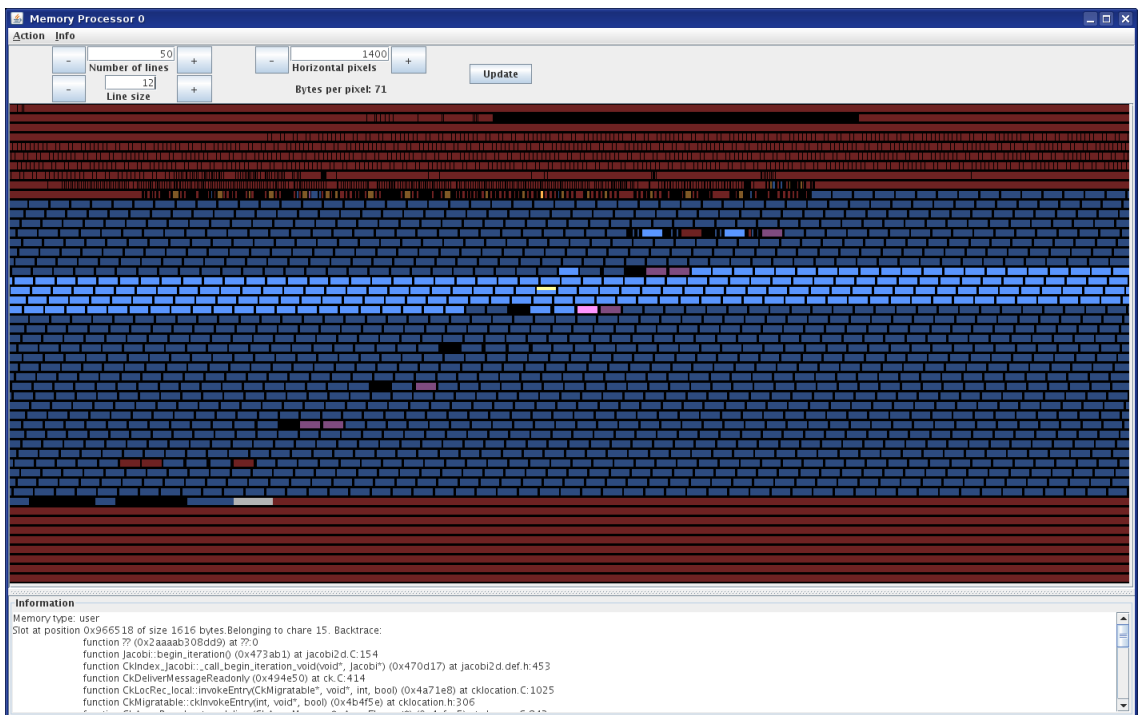 Memory Processor 0
Action Info
- 50 + - 1400 +
Number of lines Horizontal pixels
Update
- 12 + Bytes per pixel: 71
Line size
Information
Memory type: user
Slot at position 0x966518 of size 1616 bytes.Belonging to chare 15. Backtrace:
function ?? (0x2aaaab308dd9) at ??:0
function Jacobi::begin_iteration() (0x473ab1) at jacobi2d.C:154
function CkIndex_Jacobi::_call_begin_iteration_void(void*, Jacobi*) (0x470d17) at jacobi2d.def.h:453
function CkDeliverMessageReadonly (0x494e50) at ck.C:414
function CkLocRec_local::invokeEntry(CkMigratable*, void*, int, bool) (0x4a71e8) at cklocation.C:1025
function CkMigratable::ckInvokeEntry(int, void*, bool) (0x4b4f5e) at cklocation.h:306